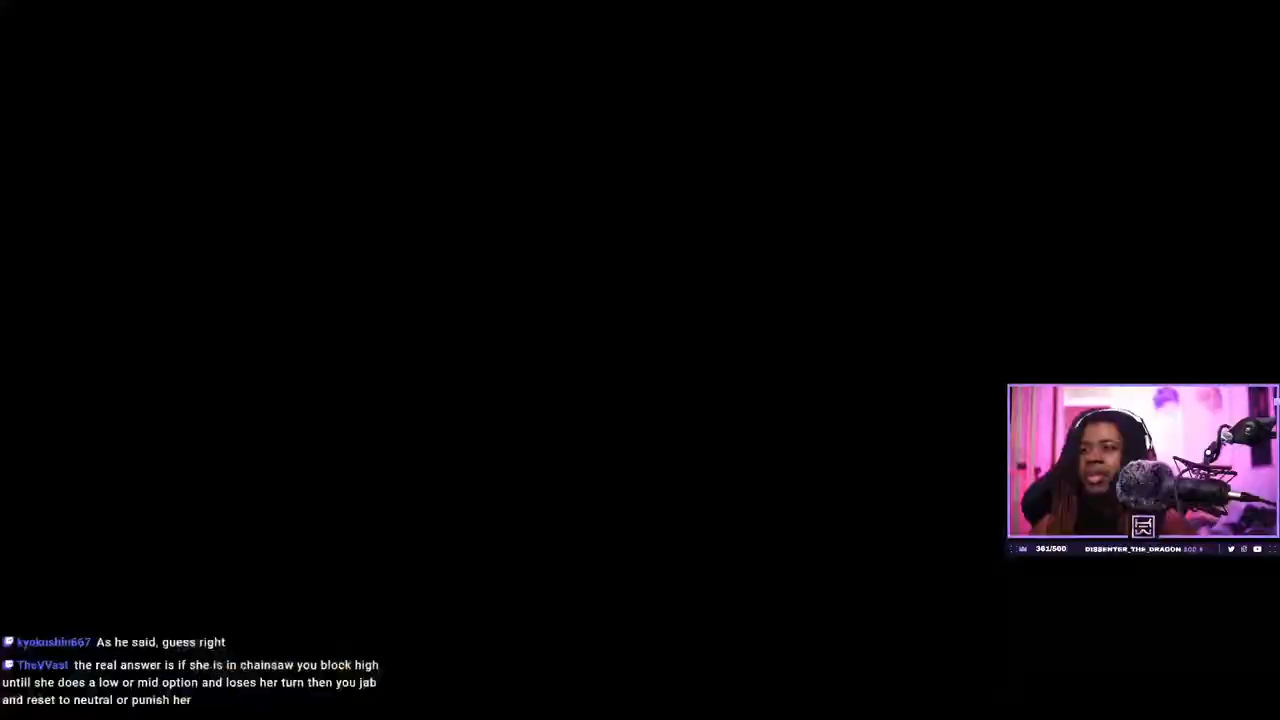 361/500 DISSENTER_THE_DRAGON
kyokushin667 As he said, guess right
TheVVast the real answer is if she is in chainsaw you block high
untill she does a low or mid option and loses her turn then you jab
and reset to neutral or punish her